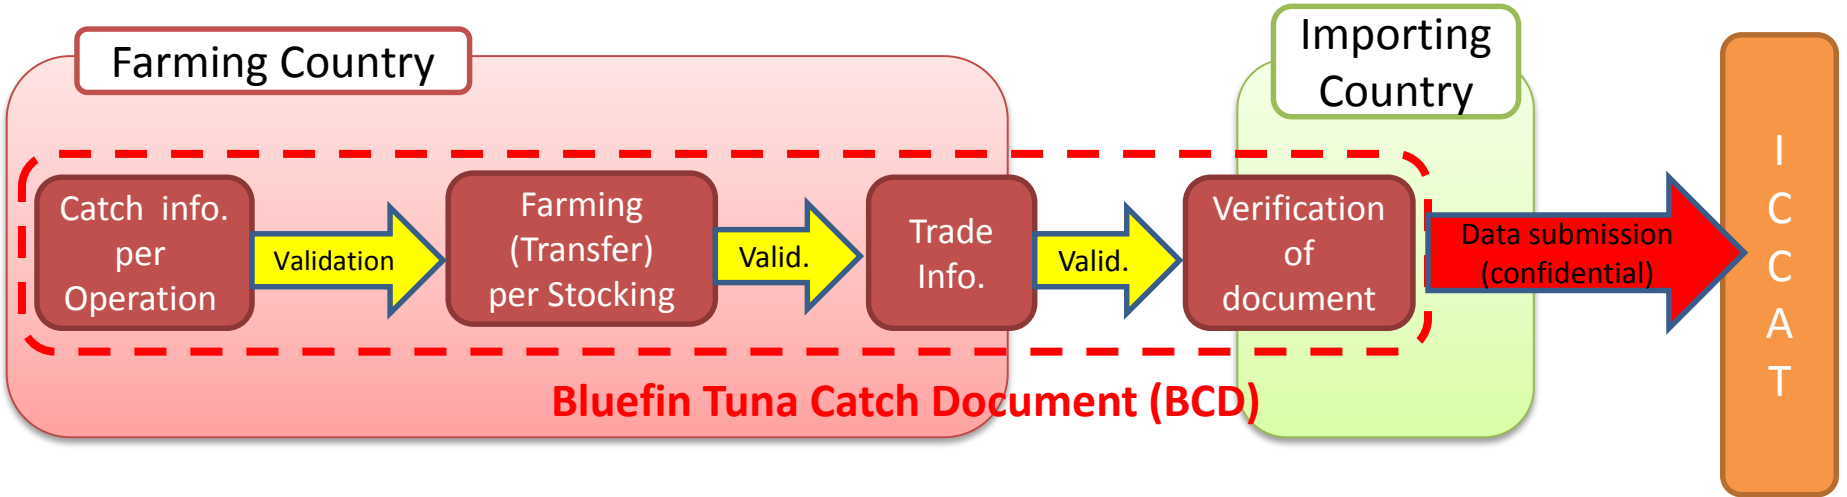 Farming Country
Importing
Country
Catch info.
per
Operation
Validation
Farming
(Transfer)
per Stocking
Valid.
Trade
Info.
Valid.
Verification
of
document
Data submission
(confidential)
I
C
C
A
T
Bluefin Tuna Catch Document (BCD)